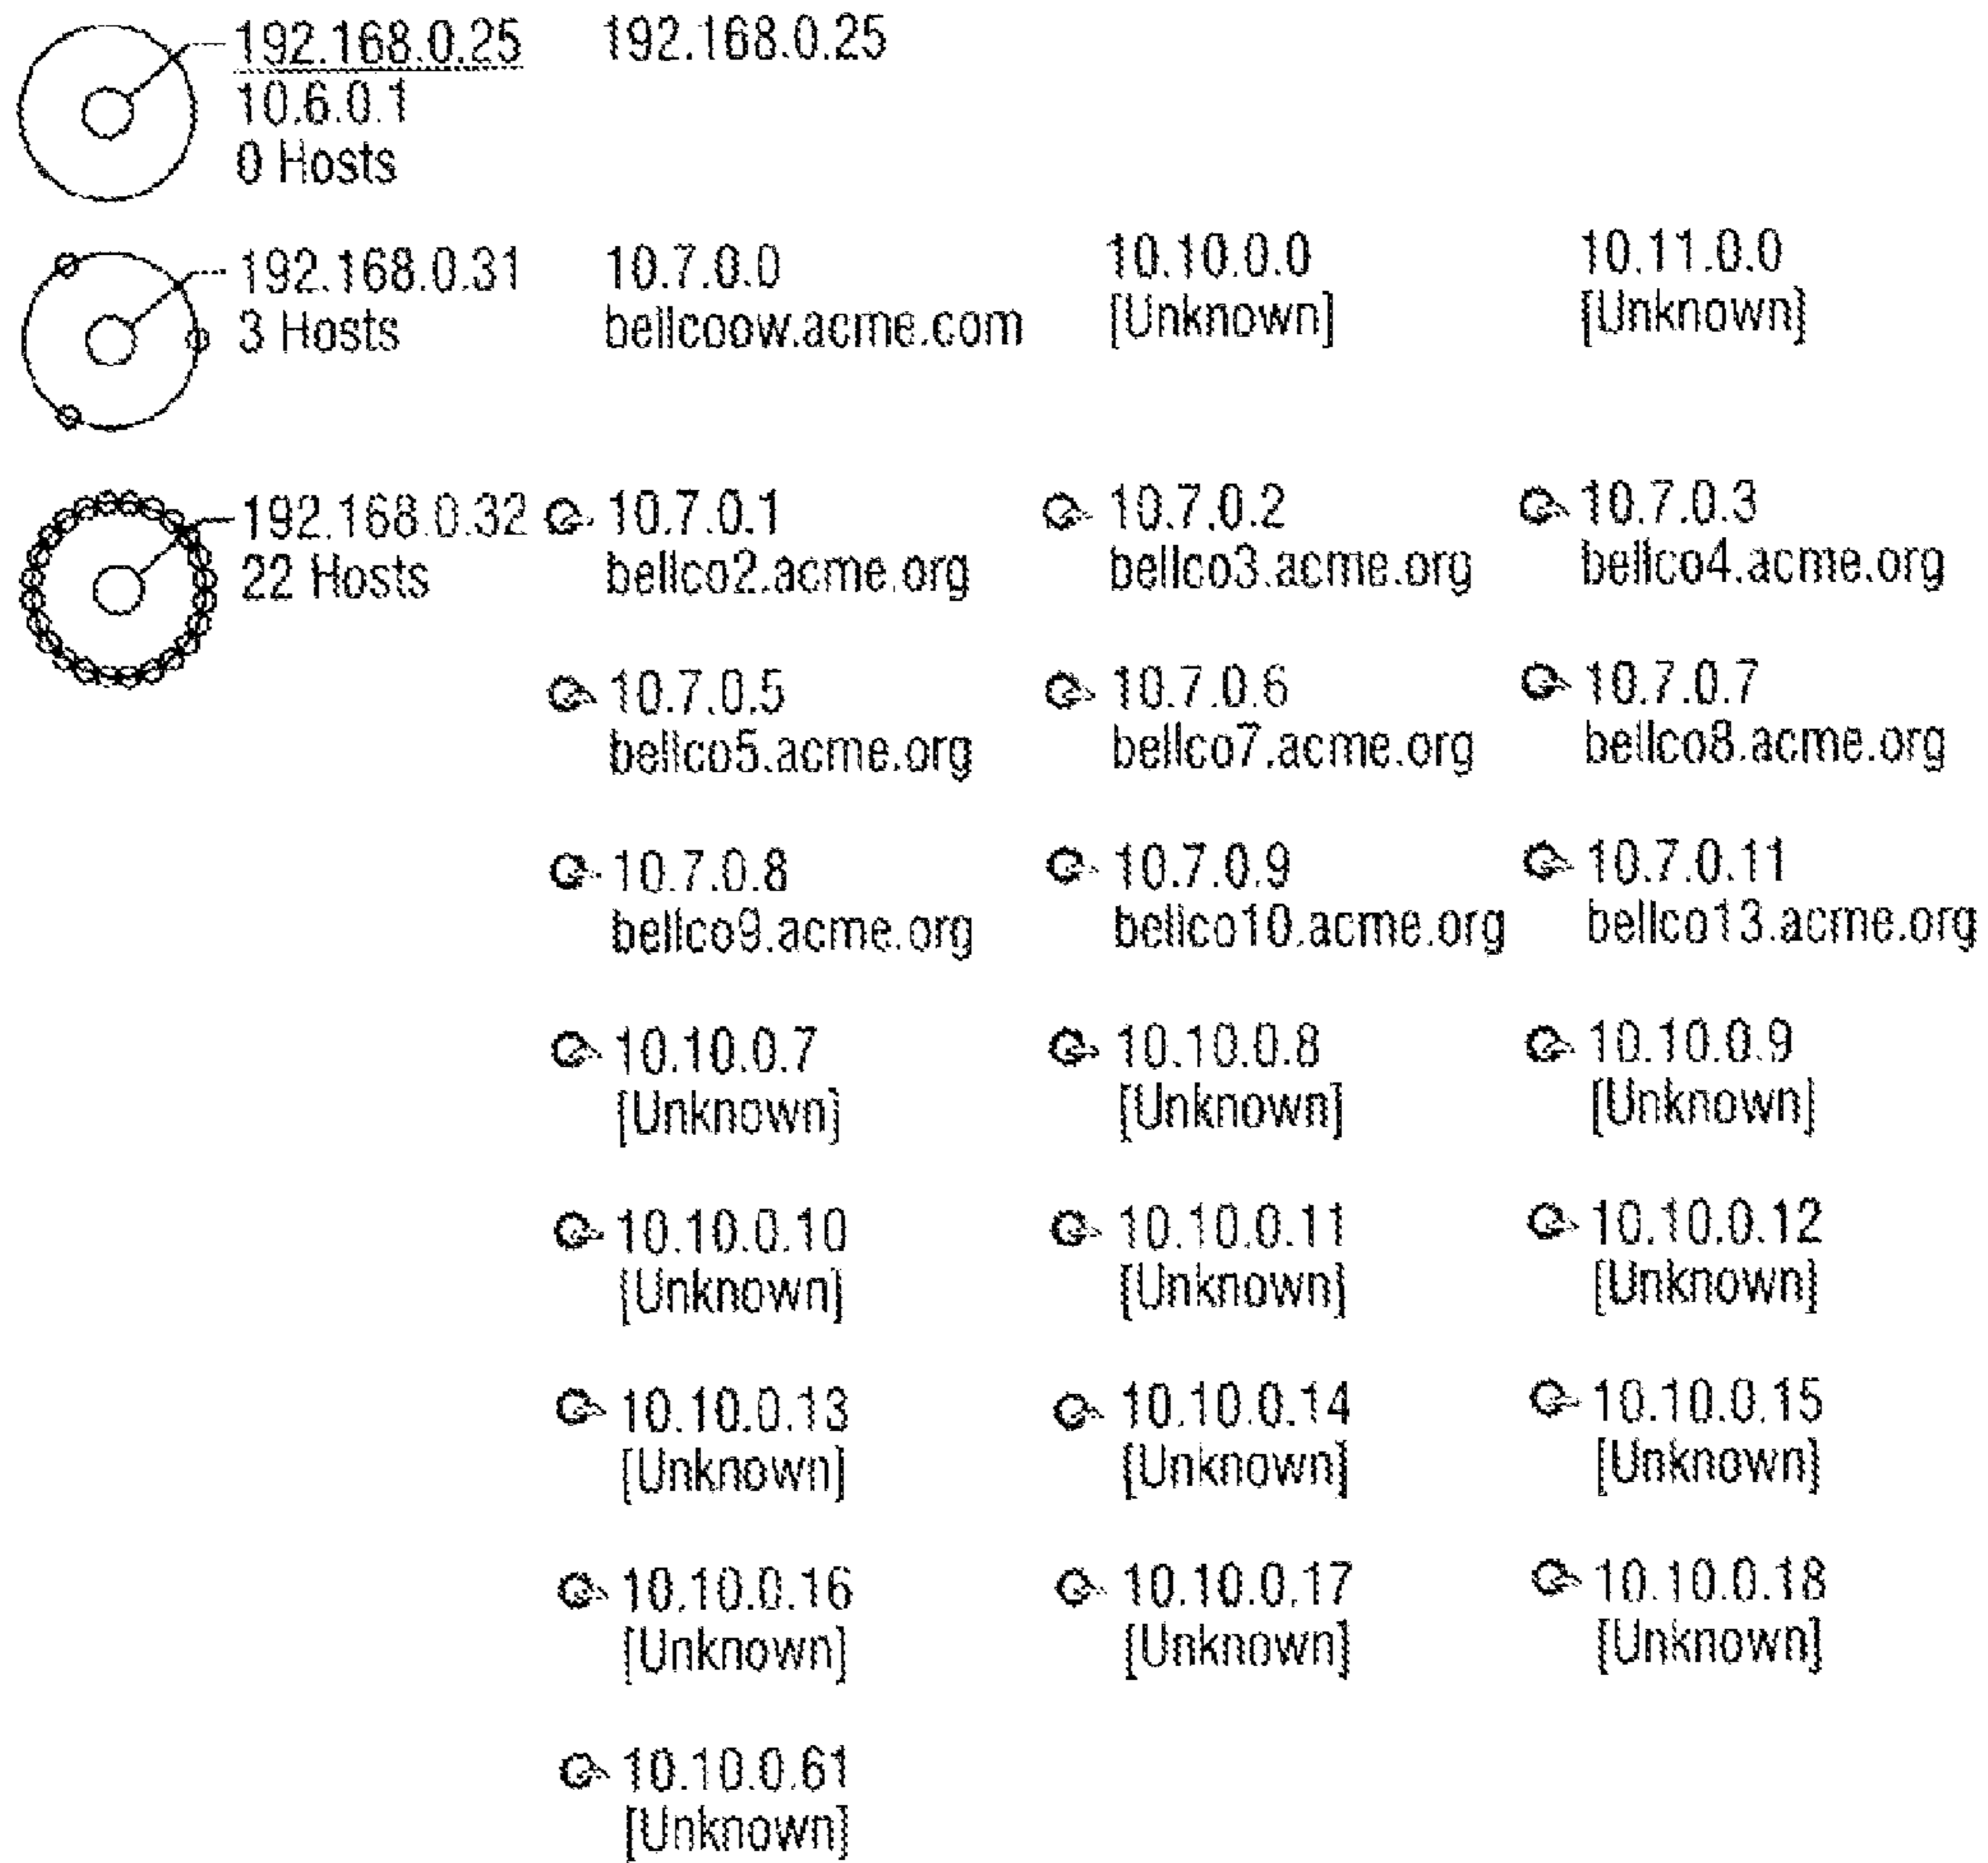 192.168.0.25 192.168.0.25
10.6.0.1
0 Hosts
192.168.0.31 10.7.0.0 10.10.0.0 10.11.0.0
3 Hosts bellcoow.acme.com [Unknown] [Unknown]
192.168.0.32 10.7.0.1 10.7.0.2 10.7.0.3
22 Hosts bellco2.acme.org bellco3.acme.org bellco4.acme.org
10.7.0.5 10.7.0.6 10.7.0.7
bellco5.acme.org bellco7.acme.org bellco8.acme.org
10.7.0.8 10.7.0.9 10.7.0.11
bellco9.acme.org bellco10.acme.org bellco13.acme.org
10.10.0.7 10.10.0.8 10.10.0.9
[Unknown] [Unknown] [Unknown]
10.10.0.10 10.10.0.11 10.10.0.12
[Unknown] [Unknown] [Unknown]
10.10.0.13 10.10.0.14 10.10.0.15
[Unknown] [Unknown] [Unknown]
10.10.0.16 10.10.0.17 10.10.0.18
[Unknown] [Unknown] [Unknown]
10.10.0.61
[Unknown]